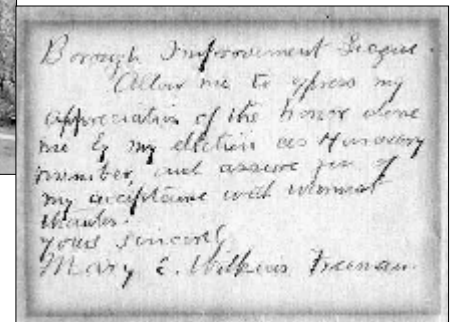 Borough Improvement League.
Allow me to express my
appreciation of the honor done
me by my election as Honorary
member, and assure you of
my acceptance with warmest
thanks.
Yours sincerely
Mary E. Wilkins Freeman.